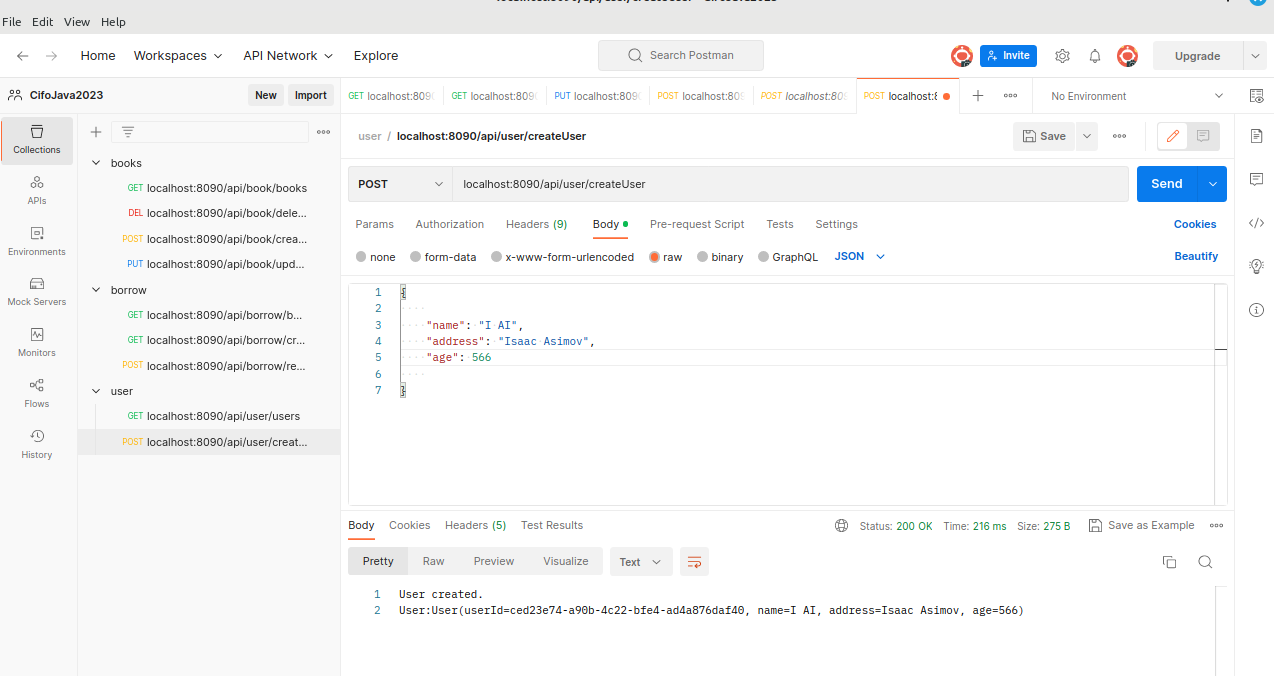 File Edit View Help
Home Workspaces API Network Explore Search Postman Invite Upgrade
CifoJava2023 New Import
GET localhost:809 GET localhost:809 PUT localhost:809 POST localhost:809 POST localhost:809 POST localhost:8 No Environment
Collections
APIs
Environments
Mock Servers
Monitors
Flows
History
books
GET localhost:8090/api/book/books
DEL localhost:8090/api/book/dele...
POST localhost:8090/api/book/crea...
PUT localhost:8090/api/book/upd...
borrow
GET localhost:8090/api/borrow/b...
GET localhost:8090/api/borrow/cr...
POST localhost:8090/api/borrow/re...
user
GET localhost:8090/api/user/users
POST localhost:8090/api/user/creat...
user / localhost:8090/api/user/createUser Save
POST localhost:8090/api/user/createUser Send
Params Authorization Headers (9) Body Pre-request Script Tests Settings Cookies
none form-data x-www-form-urlencoded raw binary GraphQL JSON Beautify
1 {
2
3 "name": "I AI",
4 "address": "Isaac Asimov",
5 "age": 566
6
7 }
Body Cookies Headers (5) Test Results Status: 200 OK Time: 216 ms Size: 275 B Save as Example
Pretty Raw Preview Visualize Text
1 User created.
2 User:User(userId=ced23e74-a90b-4c22-bfe4-ad4a876daf40, name=I AI, address=Isaac Asimov, age=566)